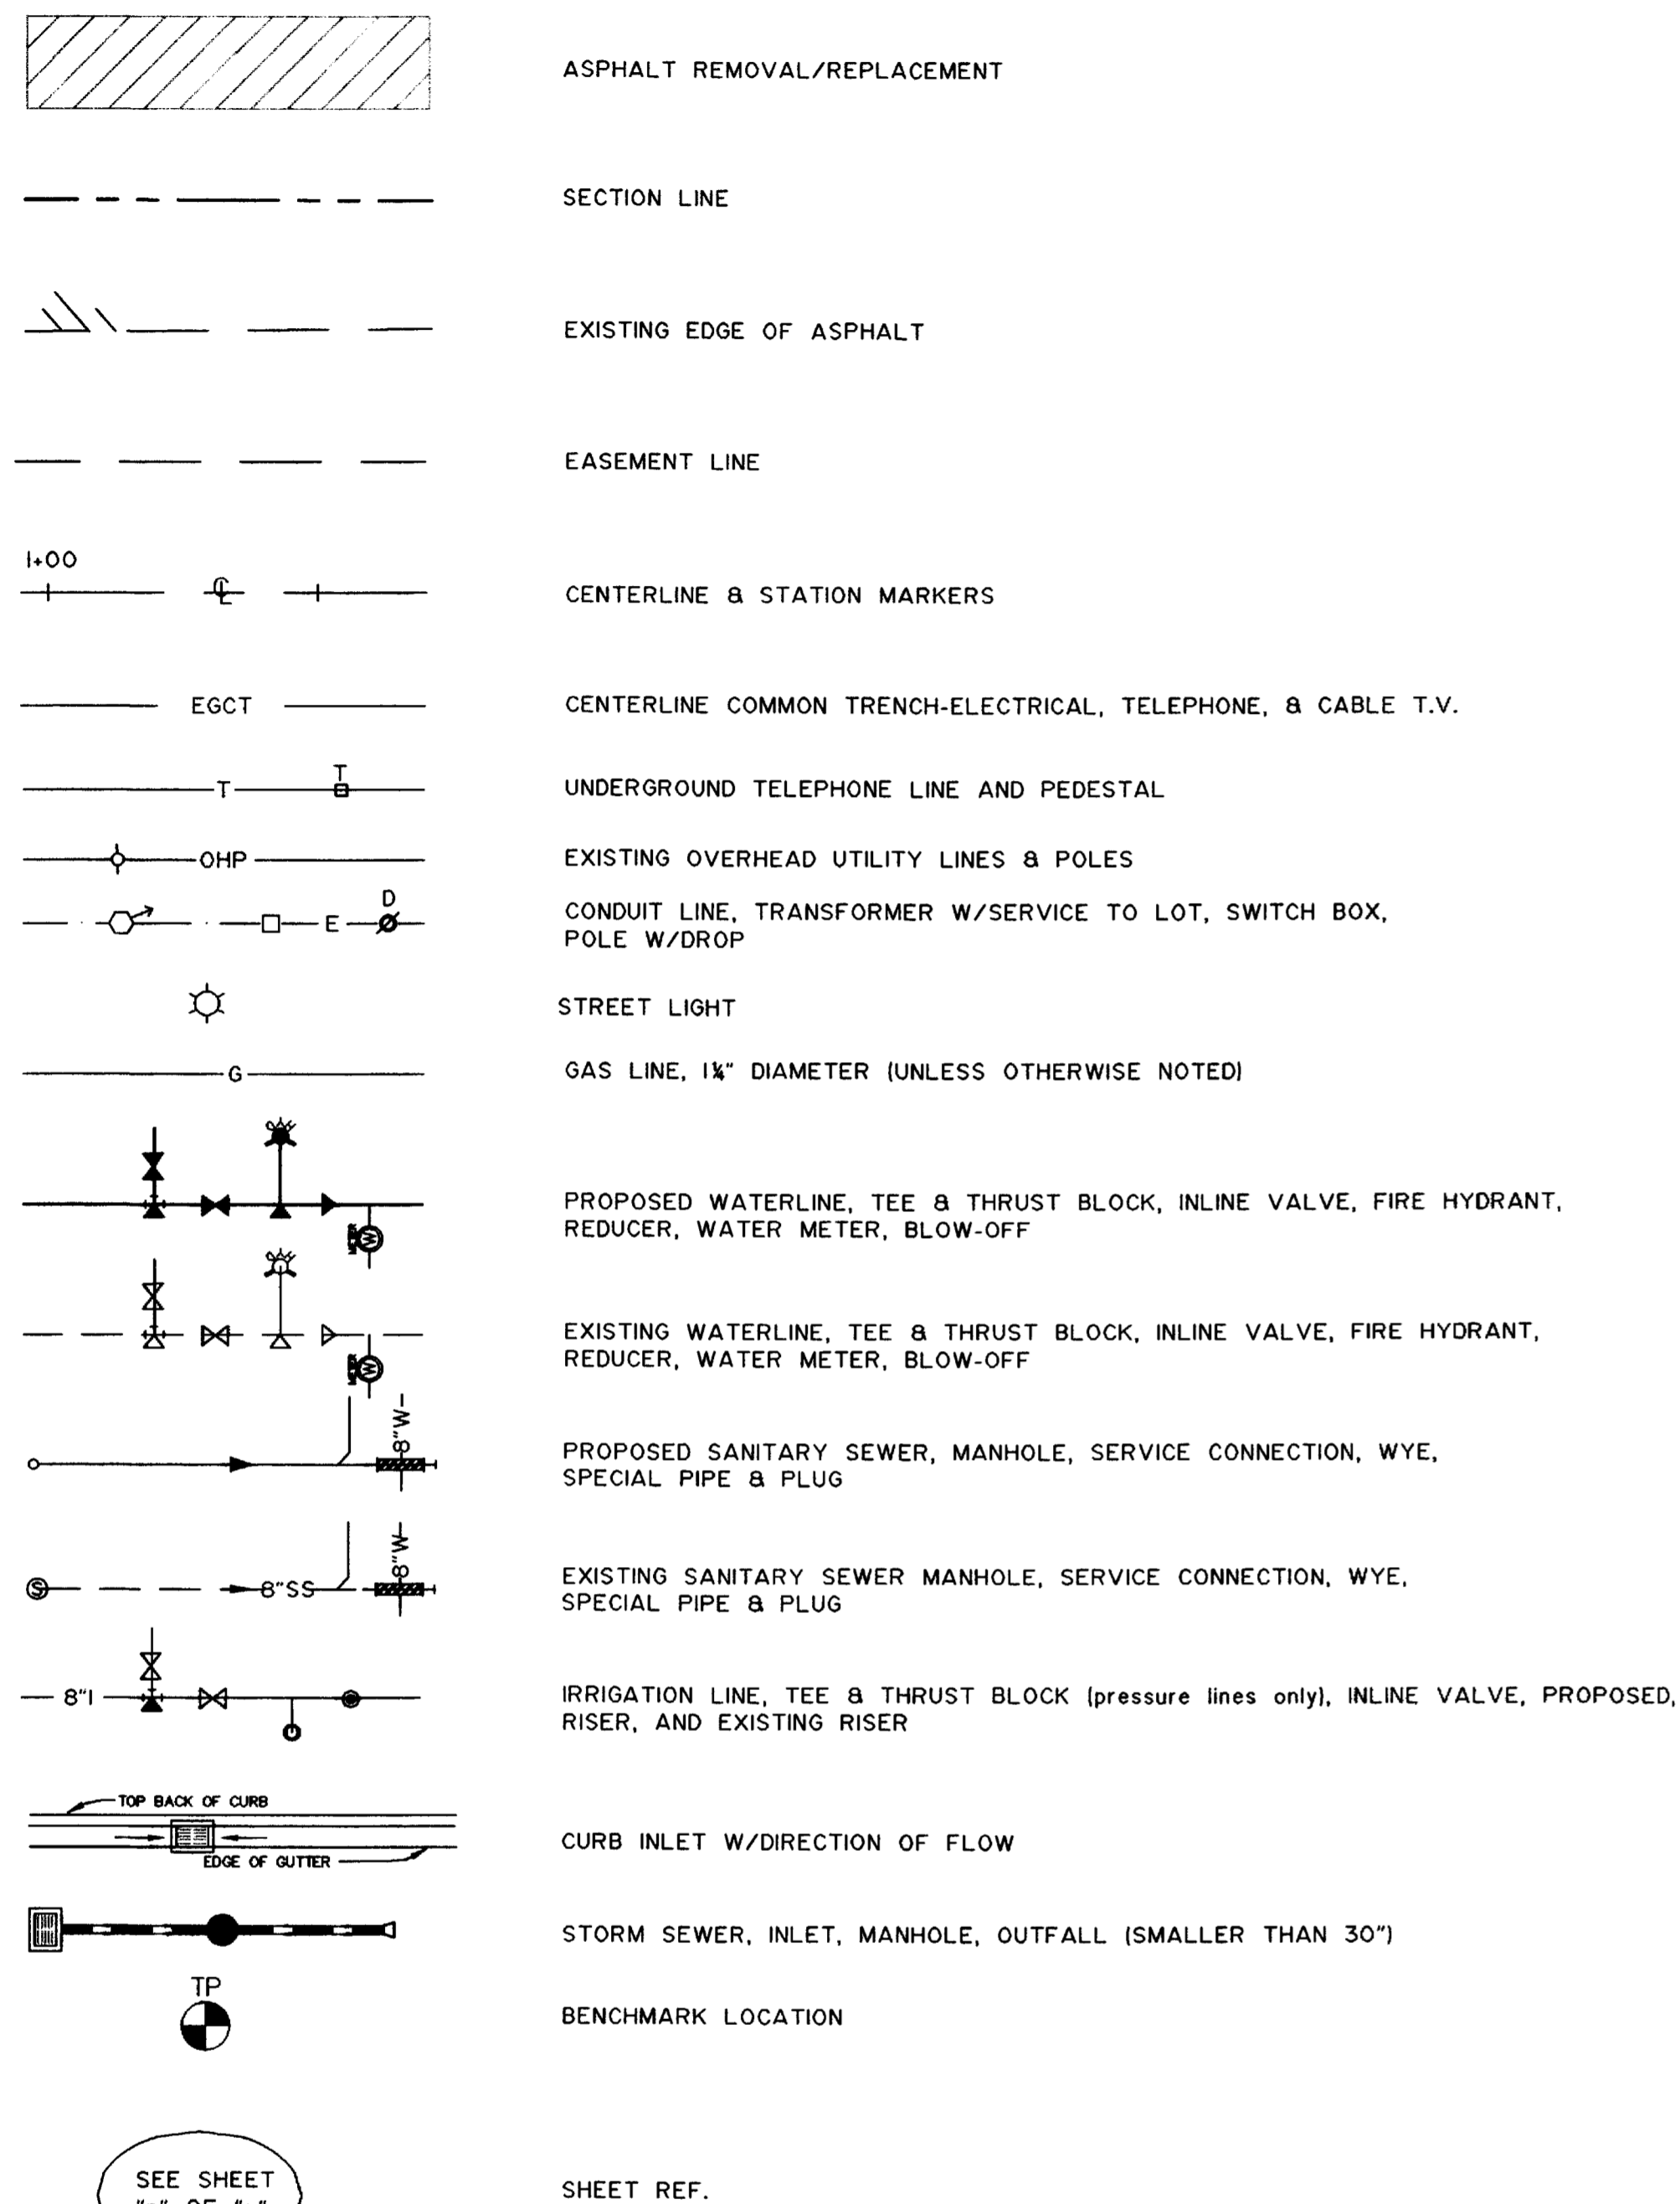 ASPHALT REMOVAL/REPLACEMENT
SECTION LINE
EXISTING EDGE OF ASPHALT
EASEMENT LINE
1+00
CENTERLINE & STATION MARKERS
EGCT
CENTERLINE COMMON TRENCH-ELECTRICAL, TELEPHONE, & CABLE T.V.
T
T
UNDERGROUND TELEPHONE LINE AND PEDESTAL
OHP
EXISTING OVERHEAD UTILITY LINES & POLES
D
E
CONDUIT LINE, TRANSFORMER W/SERVICE TO LOT, SWITCH BOX,
POLE W/DROP
STREET LIGHT
G
GAS LINE, 1¼" DIAMETER (UNLESS OTHERWISE NOTED)
PROPOSED WATERLINE, TEE & THRUST BLOCK, INLINE VALVE, FIRE HYDRANT,
REDUCER, WATER METER, BLOW-OFF
W
EXISTING WATERLINE, TEE & THRUST BLOCK, INLINE VALVE, FIRE HYDRANT,
REDUCER, WATER METER, BLOW-OFF
W
8"W
PROPOSED SANITARY SEWER, MANHOLE, SERVICE CONNECTION, WYE,
SPECIAL PIPE & PLUG
8"W
S
8"SS
EXISTING SANITARY SEWER MANHOLE, SERVICE CONNECTION, WYE,
SPECIAL PIPE & PLUG
8"I
IRRIGATION LINE, TEE & THRUST BLOCK (pressure lines only), INLINE VALVE, PROPOSED,
RISER, AND EXISTING RISER
TOP BACK OF CURB
EDGE OF GUTTER
CURB INLET W/DIRECTION OF FLOW
STORM SEWER, INLET, MANHOLE, OUTFALL (SMALLER THAN 30")
TP
BENCHMARK LOCATION
SEE SHEET
SHEET REF.